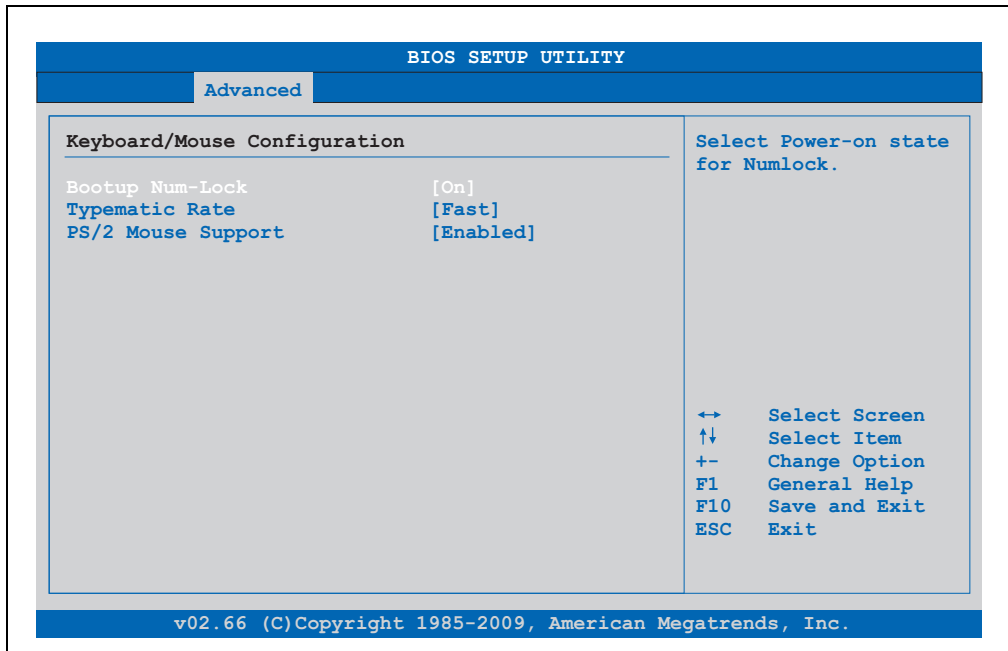 BIOS SETUP UTILITY
Advanced
Keyboard/Mouse Configuration
Bootup Num-Lock [On]
Typematic Rate [Fast]
PS/2 Mouse Support [Enabled]
Select Power-on state
for Numlock.
←→ Select Screen
↑↓ Select Item
+- Change Option
F1 General Help
F10 Save and Exit
ESC Exit
v02.66 (C)Copyright 1985-2009, American Megatrends, Inc.